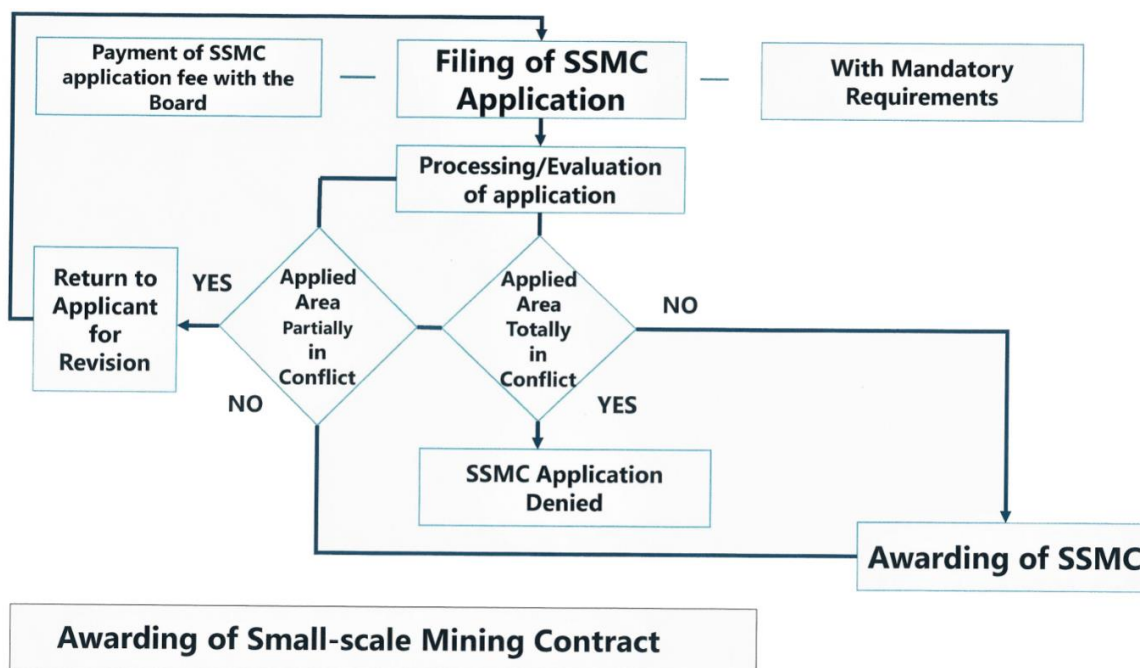 Payment of SSMC
application fee with the
Board
Filing of SSMC
Application
With Mandatory
Requirements
Processing/Evaluation
of application
Return to
Applicant
for
Revision
YES
Applied
Area
Partially
in
Conflict
NO
Applied
Area
Totally
in
Conflict
NO
YES
SSMC Application
Denied
Awarding of SSMC
Awarding of Small-scale Mining Contract